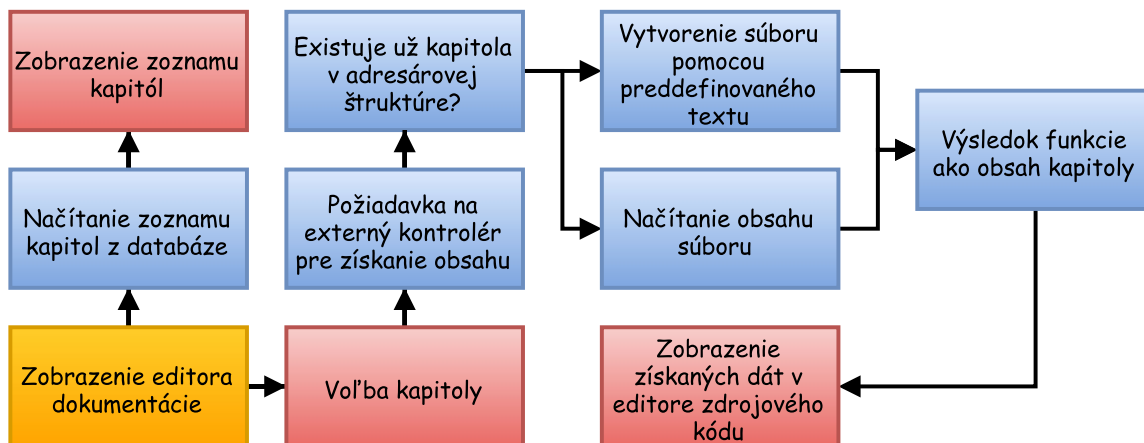 Zobrazenie zoznamu
kapitól
Existuje už kapitola
v adresárovej
štruktúre?
Vytvorenie súboru
pomocou
preddefinovaného
textu
Výsledok funkcie
ako obsah kapitoly
Načítanie zoznamu
kapitol z databáze
Požiadavka na
externý kontrolér
pre získanie obsahu
Načítanie obsahu
súboru
Zobrazenie editora
dokumentácie
Voľba kapitoly
Zobrazenie
získaných dát v
editore zdrojového
kódu